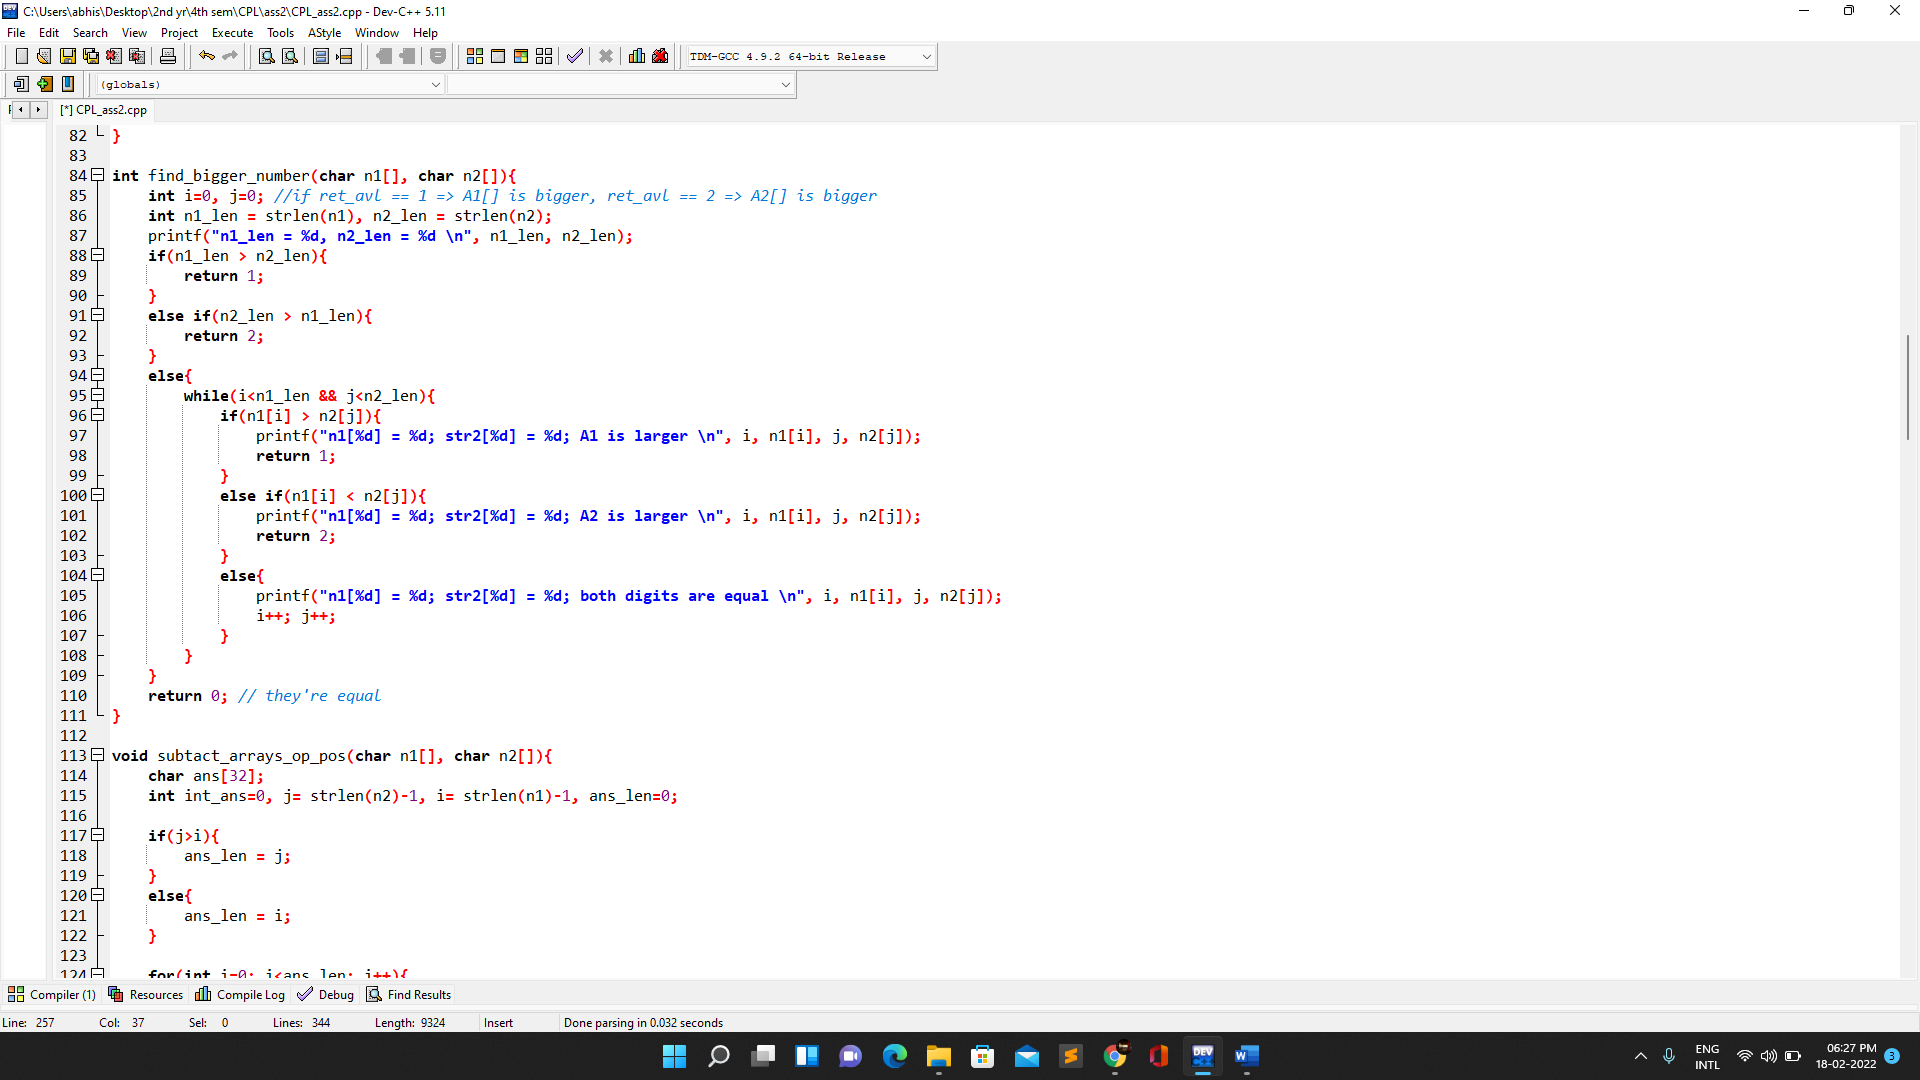 C:\Users\abhis\Desktop\2nd yr\4th sem\CPL\ass2\CPL_ass2.cpp - Dev-C++ 5.11
File Edit Search View Project Execute Tools AStyle Window Help
TDM-GCC 4.9.2 64-bit Release
(globals)
[*] CPL_ass2.cpp
82 }
83
84 int find_bigger_number(char n1[], char n2[]){
85 int i=0, j=0; //if ret_avl == 1 => A1[] is bigger, ret_avl == 2 => A2[] is bigger
86 int n1_len = strlen(n1), n2_len = strlen(n2);
87 printf("n1_len = %d, n2_len = %d \n", n1_len, n2_len);
88 if(n1_len > n2_len){
89 return 1;
90 }
91 else if(n2_len > n1_len){
92 return 2;
93 }
94 else{
95 while(i<n1_len && j<n2_len){
96 if(n1[i] > n2[j]){
97 printf("n1[%d] = %d; str2[%d] = %d; A1 is larger \n", i, n1[i], j, n2[j]);
98 return 1;
99 }
100 else if(n1[i] < n2[j]){
101 printf("n1[%d] = %d; str2[%d] = %d; A2 is larger \n", i, n1[i], j, n2[j]);
102 return 2;
103 }
104 else{
105 printf("n1[%d] = %d; str2[%d] = %d; both digits are equal \n", i, n1[i], j, n2[j]);
106 i++; j++;
107 }
108 }
109 }
110 return 0; // they're equal
111 }
112
113 void subtact_arrays_op_pos(char n1[], char n2[]){
114 char ans[32];
115 int int_ans=0, j= strlen(n2)-1, i= strlen(n1)-1, ans_len=0;
116
117 if(j>i){
118 ans_len = j;
119 }
120 else{
121 ans_len = i;
122 }
123
124 for(int i=0; i<ans_len; i++){
Compiler (1) Resources Compile Log Debug Find Results
Line: 257 Col: 37 Sel: 0 Lines: 344 Length: 9324 Insert Done parsing in 0.032 seconds
DEV
ENG
INTL
06:27 PM
18-02-2022
3